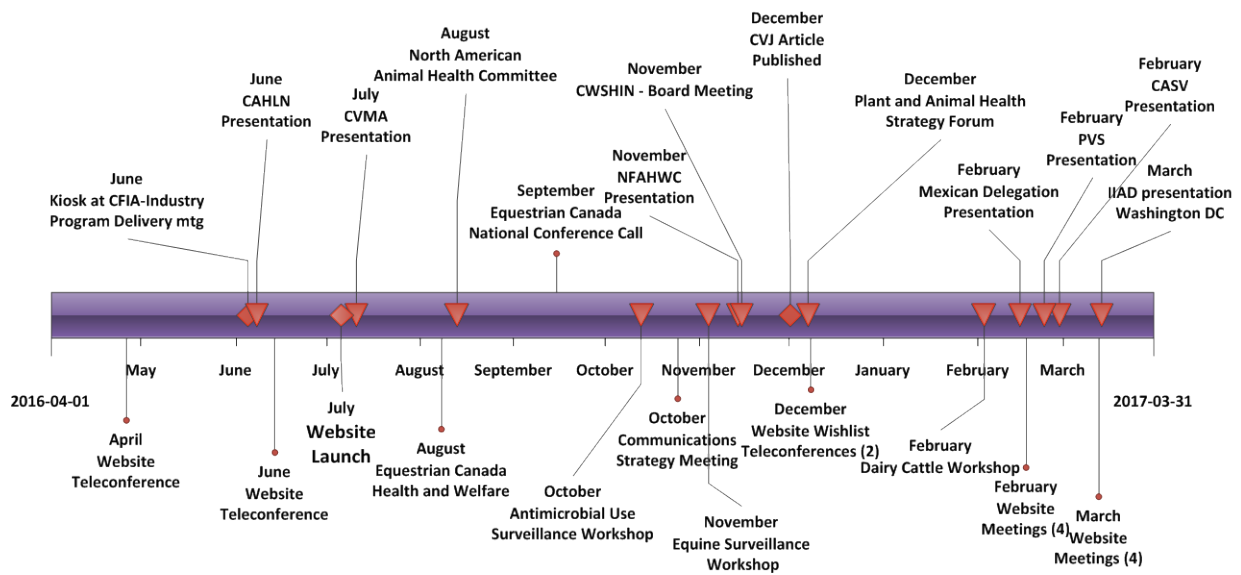 June
Kiosk at CFIA-Industry
Program Delivery mtg
June
CAHLN
Presentation
July
CVMA
Presentation
August
North American
Animal Health Committee
September
Equestrian Canada
National Conference Call
November
CWSHIN - Board Meeting
November
NFAHWC
Presentation
December
CVJ Article
Published
December
Plant and Animal Health
Strategy Forum
February
Mexican Delegation
Presentation
February
PVS
Presentation
February
CASV
Presentation
March
IIAD presentation
Washington DC
May
June
July
August
September
October
November
December
January
February
March
2016-04-01
2017-03-31
April
Website
Teleconference
June
Website
Teleconference
July
Website
Launch
August
Equestrian Canada
Health and Welfare
October
Antimicrobial Use
Surveillance Workshop
October
Communications
Strategy Meeting
November
Equine Surveillance
Workshop
December
Website Wishlist
Teleconferences (2)
February
Dairy Cattle Workshop
February
Website
Meetings (4)
March
Website
Meetings (4)